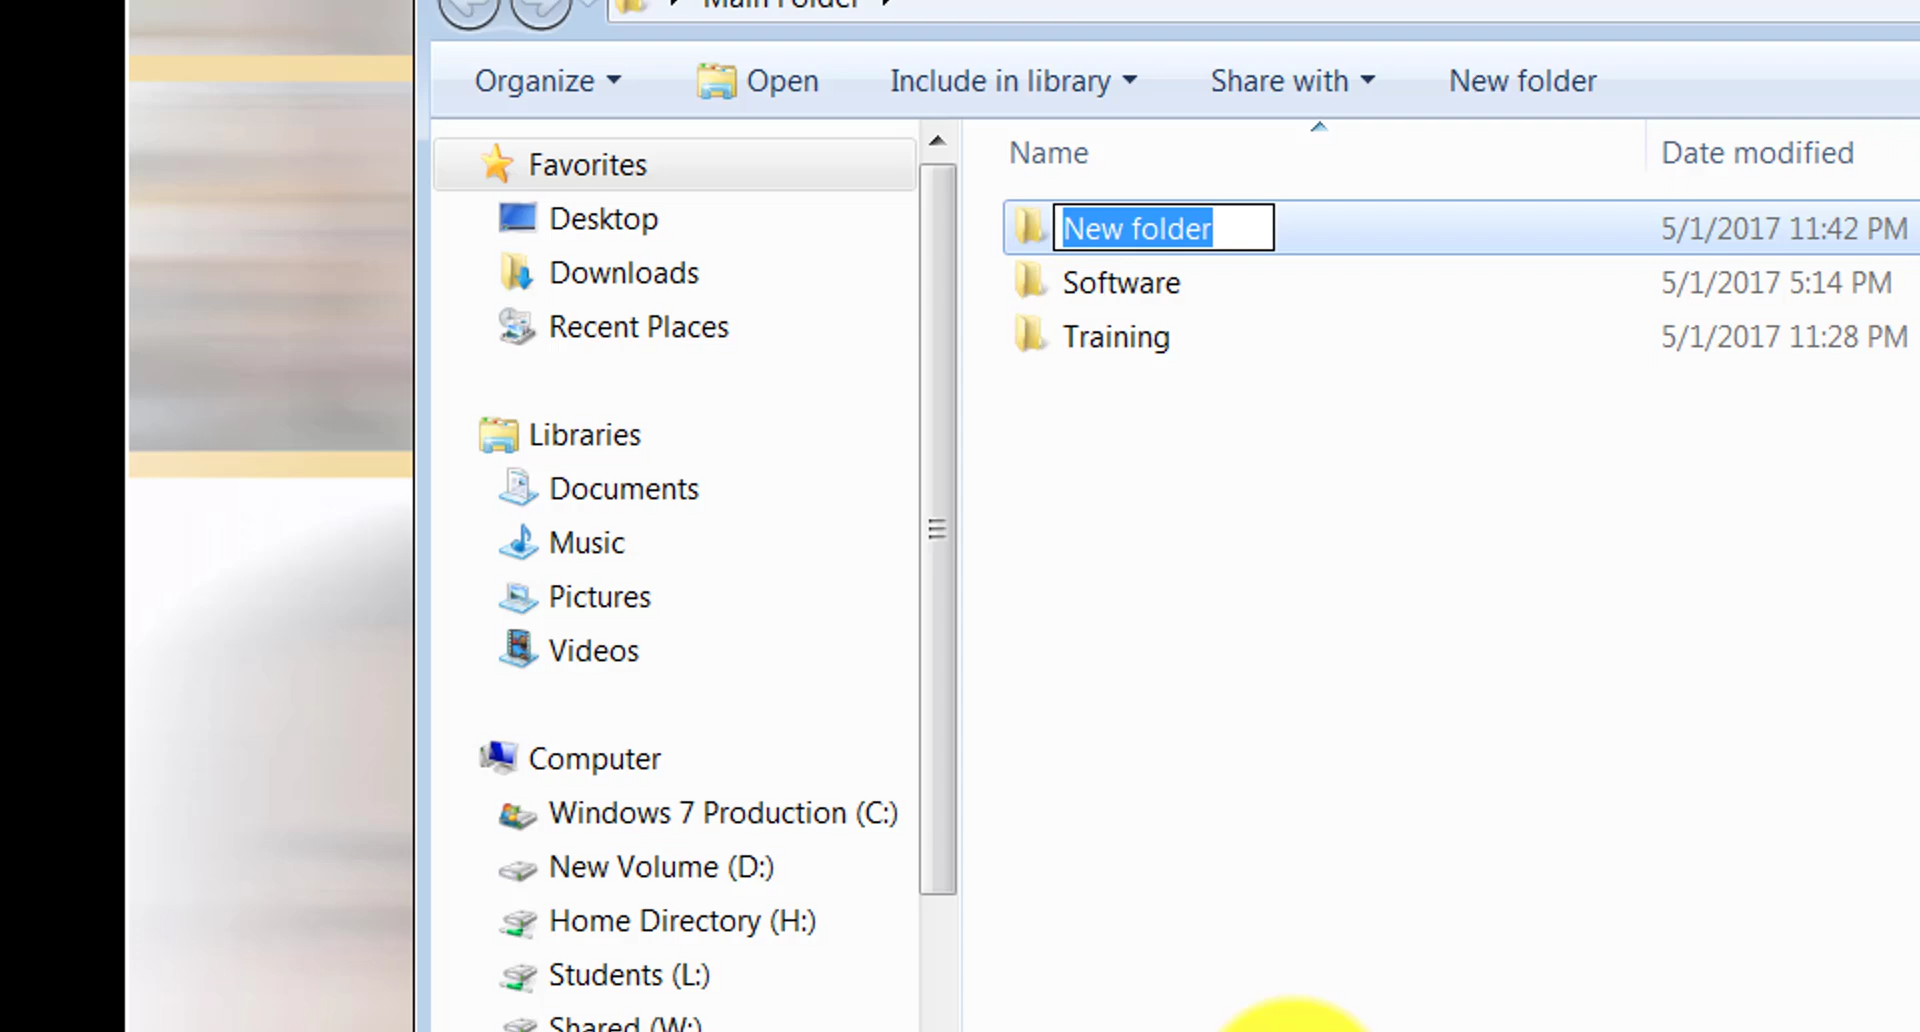 Main Folder
Organize Open Include in library Share with New folder
Favorites
Desktop
Downloads
Recent Places
Libraries
Documents
Music
Pictures
Videos
Computer
Windows 7 Production (C:)
New Volume (D:)
Home Directory (H:)
Students (L:)
Shared (W:)
Name Date modified
New folder 5/1/2017 11:42 PM
Software 5/1/2017 5:14 PM
Training 5/1/2017 11:28 PM